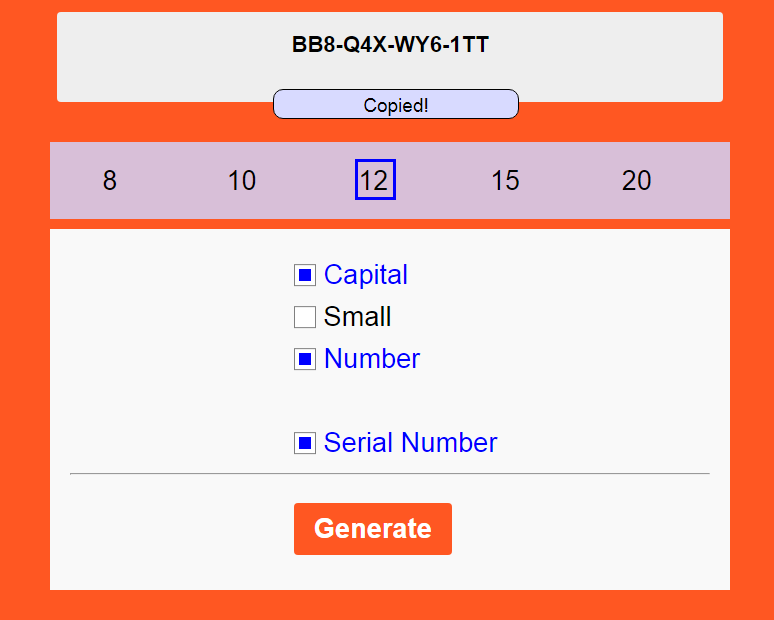 BB8-Q4X-WY6-1TT
Copied!
8 10 12 15 20
Capital
Small
Number
Serial Number
Generate